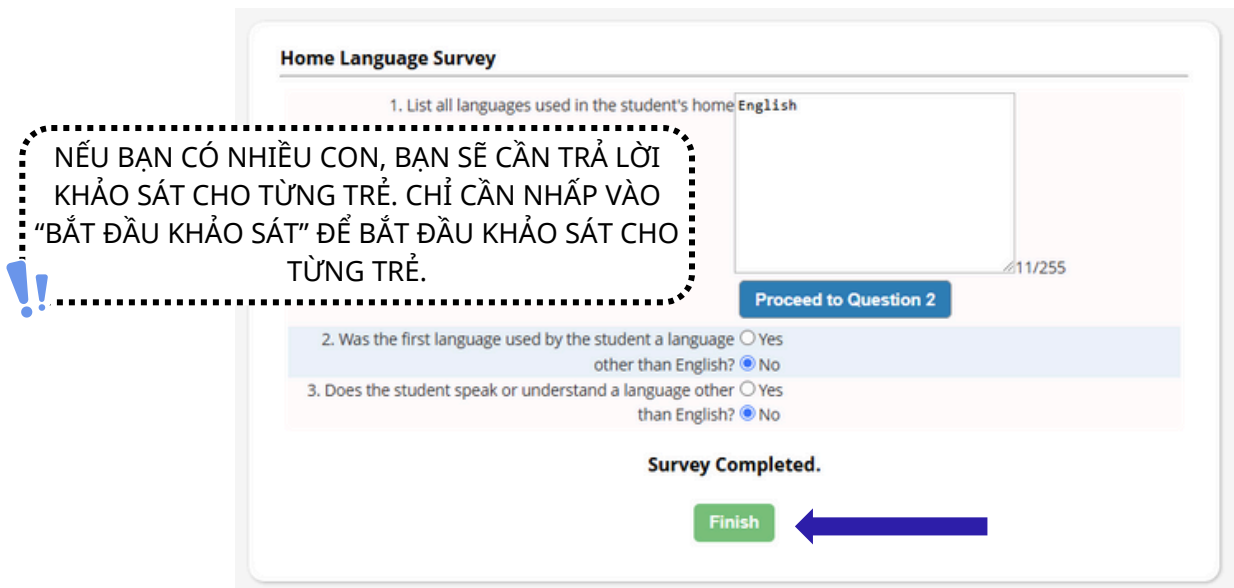 Home Language Survey
1. List all languages used in the student's home
English
NẾU BẠN CÓ NHIỀU CON, BẠN SẼ CẦN TRẢ LỜI
KHẢO SÁT CHO TỪNG TRẺ. CHỈ CẦN NHẤP VÀO
“BẮT ĐẦU KHẢO SÁT” ĐỂ BẮT ĐẦU KHẢO SÁT CHO
TỪNG TRẺ.
11/255
Proceed to Question 2
2. Was the first language used by the student a language
other than English?
Yes
No
3. Does the student speak or understand a language other
than English?
Yes
No
Survey Completed.
Finish